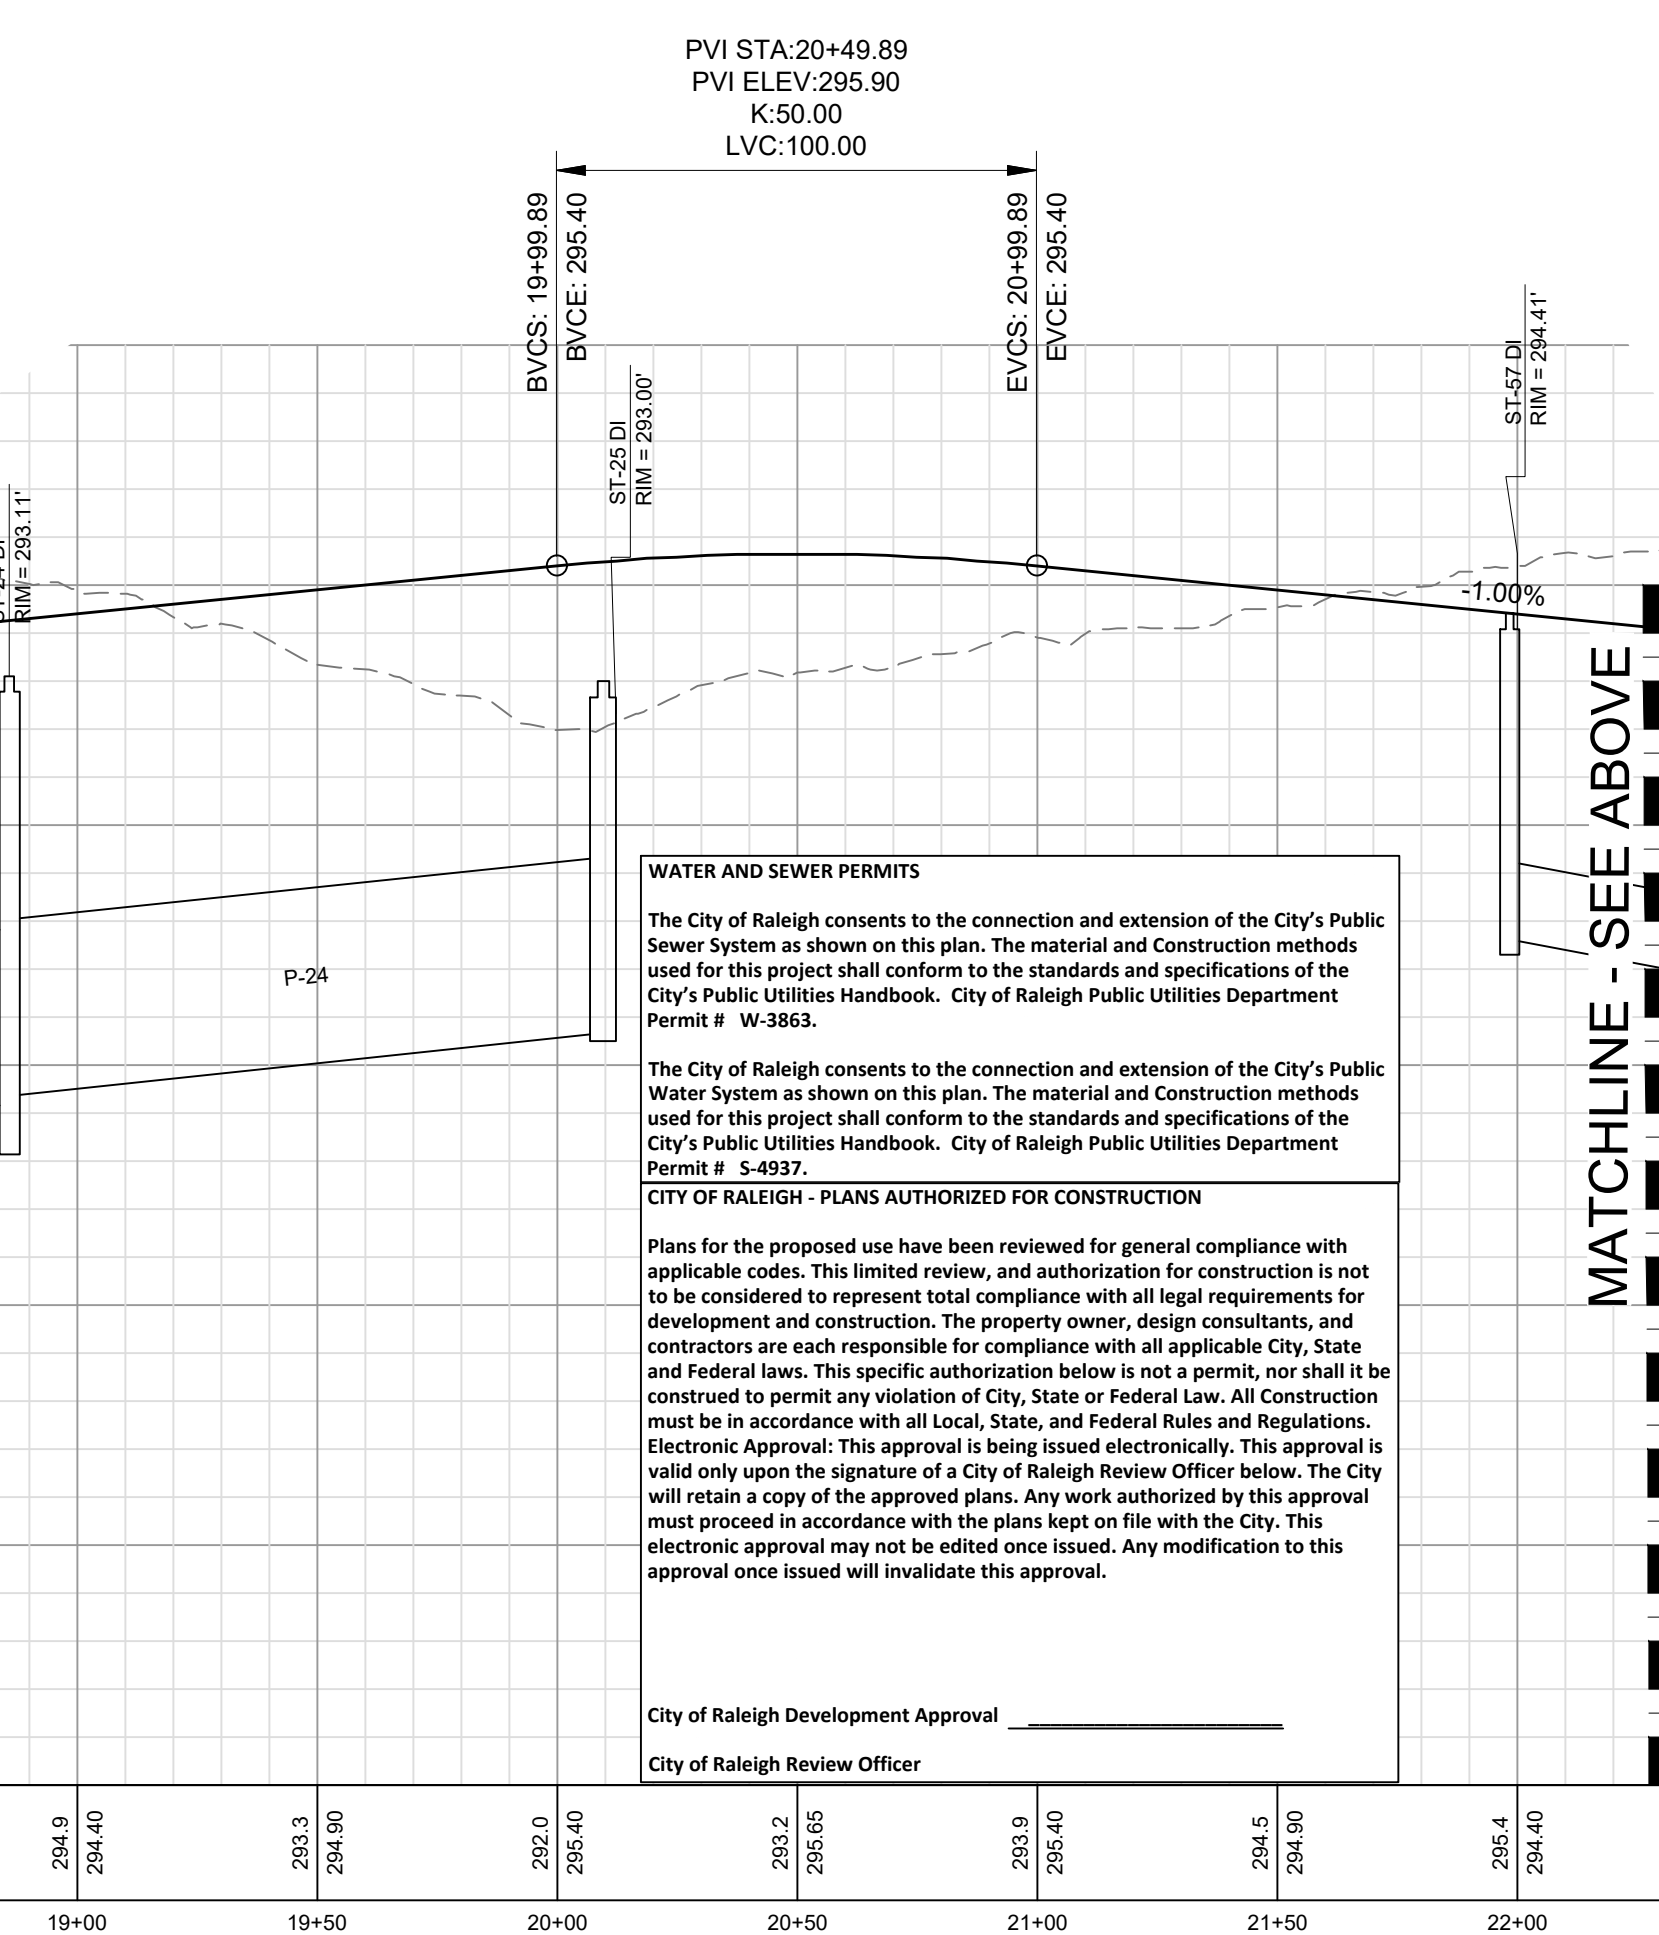 PVI STA:20+49.89
PVI ELEV:295.90
K:50.00
LVC:100.00
BVCS: 19+99.89
BVCE: 295.40
EVCS: 20+99.89
EVCE: 295.40
RIM = 293.11'
ST-25 DI
RIM = 293.00'
ST-57 DI
RIM = 294.41'
-1.00%
P-24
MATCHLINE - SEE ABOVE
WATER AND SEWER PERMITS
The City of Raleigh consents to the connection and extension of the City’s Public
Sewer System as shown on this plan. The material and Construction methods
used for this project shall conform to the standards and specifications of the
City’s Public Utilities Handbook. City of Raleigh Public Utilities Department
Permit # W-3863.
The City of Raleigh consents to the connection and extension of the City’s Public
Water System as shown on this plan. The material and Construction methods
used for this project shall conform to the standards and specifications of the
City’s Public Utilities Handbook. City of Raleigh Public Utilities Department
Permit # S-4937.
CITY OF RALEIGH - PLANS AUTHORIZED FOR CONSTRUCTION
Plans for the proposed use have been reviewed for general compliance with
applicable codes. This limited review, and authorization for construction is not
to be considered to represent total compliance with all legal requirements for
development and construction. The property owner, design consultants, and
contractors are each responsible for compliance with all applicable City, State
and Federal laws. This specific authorization below is not a permit, nor shall it be
construed to permit any violation of City, State or Federal Law. All Construction
must be in accordance with all Local, State, and Federal Rules and Regulations.
Electronic Approval: This approval is being issued electronically. This approval is
valid only upon the signature of a City of Raleigh Review Officer below. The City
will retain a copy of the approved plans. Any work authorized by this approval
must proceed in accordance with the plans kept on file with the City. This
electronic approval may not be edited once issued. Any modification to this
approval once issued will invalidate this approval.
City of Raleigh Development Approval
City of Raleigh Review Officer
294.9
294.40
293.3
294.90
292.0
295.40
293.2
295.65
293.9
295.40
294.5
294.90
295.4
294.40
19+00
19+50
20+00
20+50
21+00
21+50
22+00